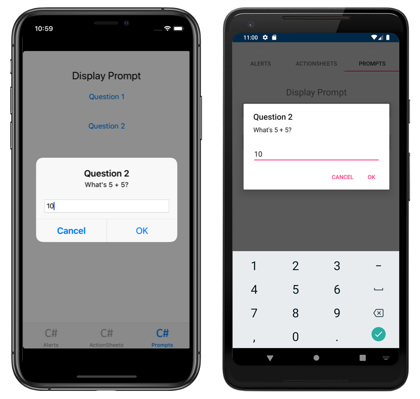 10:59
Display Prompt
Question 1
Question 2
Question 2
What's 5 + 5?
10
Cancel OK
C# C# C#
Alerts ActionSheets Prompts
11:00
ALERTS ACTIONSHEETS PROMPTS
Display Prompt
Question 2
What's 5 + 5?
10
CANCEL OK
1 2 3 -
4 5 6
7 8 9
, 0 .